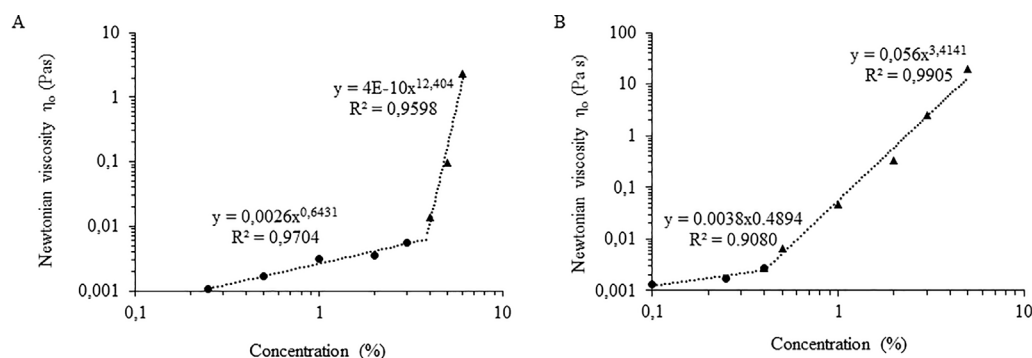 A
Newtonian viscosity ηo (Pas)
10
1
0,1
0,01
0,001
y = 4E-10x^12,404
R² = 0,9598
y = 0,0026x^0,6431
R² = 0,9704
0,1
1
10
Concentration (%)
B
Newtonian viscosity ηo (Pa s)
100
10
1
0,1
0,01
0,001
y = 0,056x^3,4141
R² = 0,9905
y = 0.0038x0.4894
R² = 0.9080
0,1
1
10
Concentration (%)